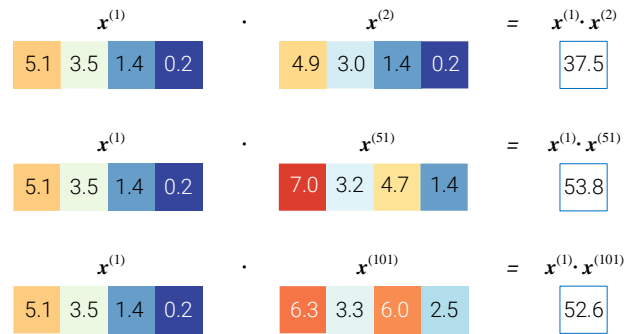 x⁽¹⁾ · x⁽²⁾ = x⁽¹⁾· x⁽²⁾
5.1 3.5 1.4 0.2 4.9 3.0 1.4 0.2 37.5
x⁽¹⁾ · x⁽⁵¹⁾ = x⁽¹⁾· x⁽⁵¹⁾
5.1 3.5 1.4 0.2 7.0 3.2 4.7 1.4 53.8
x⁽¹⁾ · x⁽¹⁰¹⁾ = x⁽¹⁾· x⁽¹⁰¹⁾
5.1 3.5 1.4 0.2 6.3 3.3 6.0 2.5 52.6